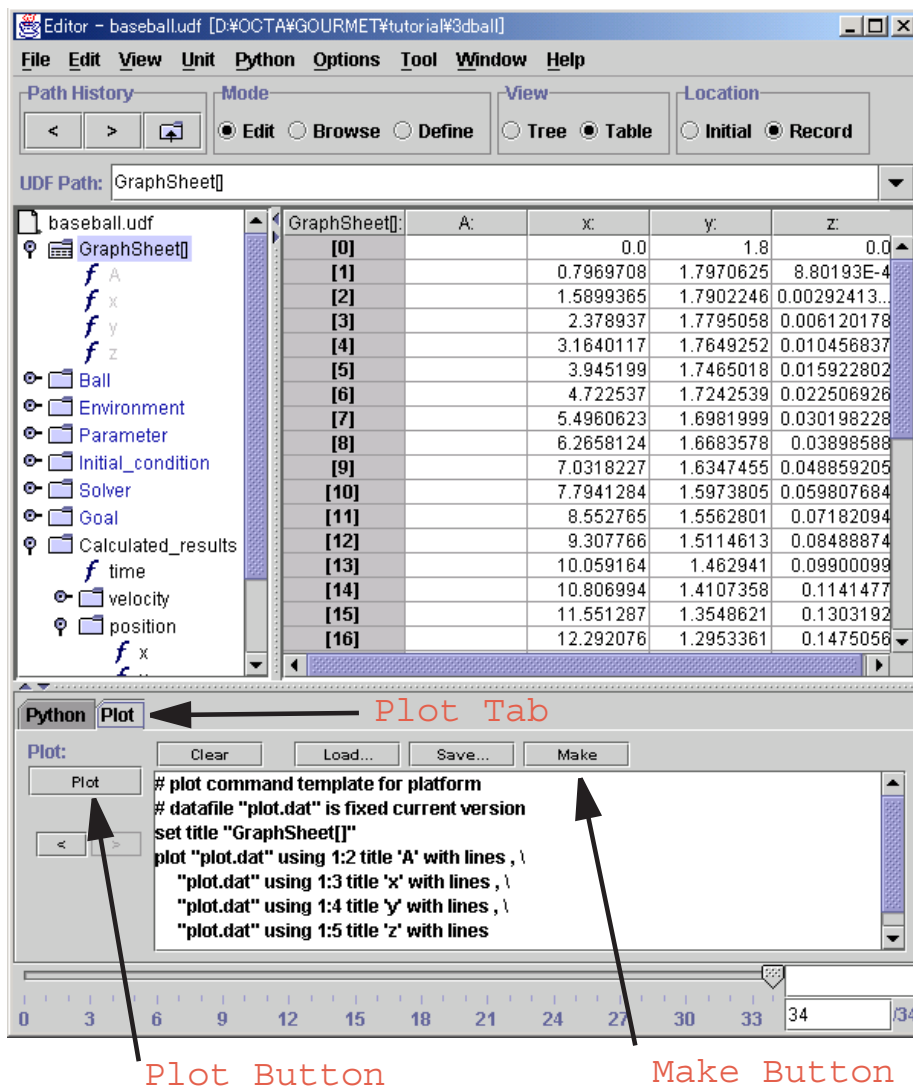 Editor - baseball.udf [D:¥OCTA¥GOURMET¥tutorial¥3dball]
File Edit View Unit Python Options Tool Window Help
Path History Mode View Location
< > Edit Browse Define Tree Table Initial Record
UDF Path: GraphSheet[]
baseball.udf
GraphSheet[]
f A
f x
f y
f z
Ball
Environment
Parameter
Initial_condition
Solver
Goal
Calculated_results
f time
velocity
position
f x
GraphSheet[]: A: x: y: z:
[0] 0.0 1.8 0.0
[1] 0.7969708 1.7970625 8.80193E-4
[2] 1.5899365 1.7902246 0.00292413...
[3] 2.378937 1.7795058 0.006120178
[4] 3.1640117 1.7649252 0.010456837
[5] 3.945199 1.7465018 0.015922802
[6] 4.722537 1.7242539 0.022506926
[7] 5.4960623 1.6981999 0.030198228
[8] 6.2658124 1.6683578 0.03898588
[9] 7.0318227 1.6347455 0.048859205
[10] 7.7941284 1.5973805 0.059807684
[11] 8.552765 1.5562801 0.07182094
[12] 9.307766 1.5114613 0.08488874
[13] 10.059164 1.462941 0.09900099
[14] 10.806994 1.4107358 0.1141477
[15] 11.551287 1.3548621 0.1303192
[16] 12.292076 1.2953361 0.1475056
Python Plot Plot Tab
Plot: Clear Load... Save... Make
Plot
< >
# plot command template for platform
# datafile "plot.dat" is fixed current version
set title "GraphSheet[]"
plot "plot.dat" using 1:2 title 'A' with lines , \
"plot.dat" using 1:3 title 'x' with lines , \
"plot.dat" using 1:4 title 'y' with lines , \
"plot.dat" using 1:5 title 'z' with lines
0 3 6 9 12 15 18 21 24 27 30 33 34 /34
Plot Button Make Button